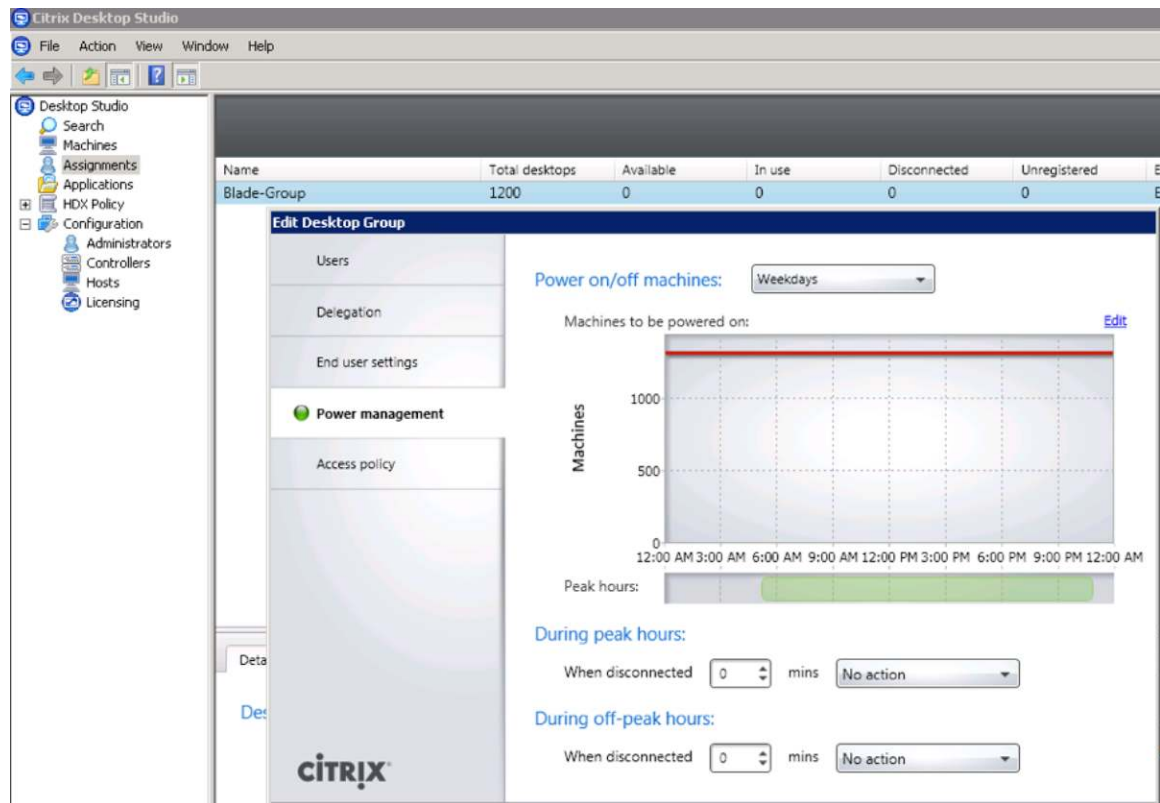 Citrix Desktop Studio
File Action View Window Help
Desktop Studio
Search
Machines
Assignments
Applications
HDX Policy
Configuration
Administrators
Controllers
Hosts
Licensing
Name Total desktops Available In use Disconnected Unregistered E
Blade-Group 1200 0 0 0 0 E
Edit Desktop Group
Users
Delegation
End user settings
Power management
Access policy
CITRIX
Power on/off machines: Weekdays
Machines to be powered on: Edit
Machines
1000
500
0
12:00 AM 3:00 AM 6:00 AM 9:00 AM 12:00 PM 3:00 PM 6:00 PM 9:00 PM 12:00 AM
Peak hours:
During peak hours:
When disconnected 0 mins No action
During off-peak hours:
When disconnected 0 mins No action
Deta
Des